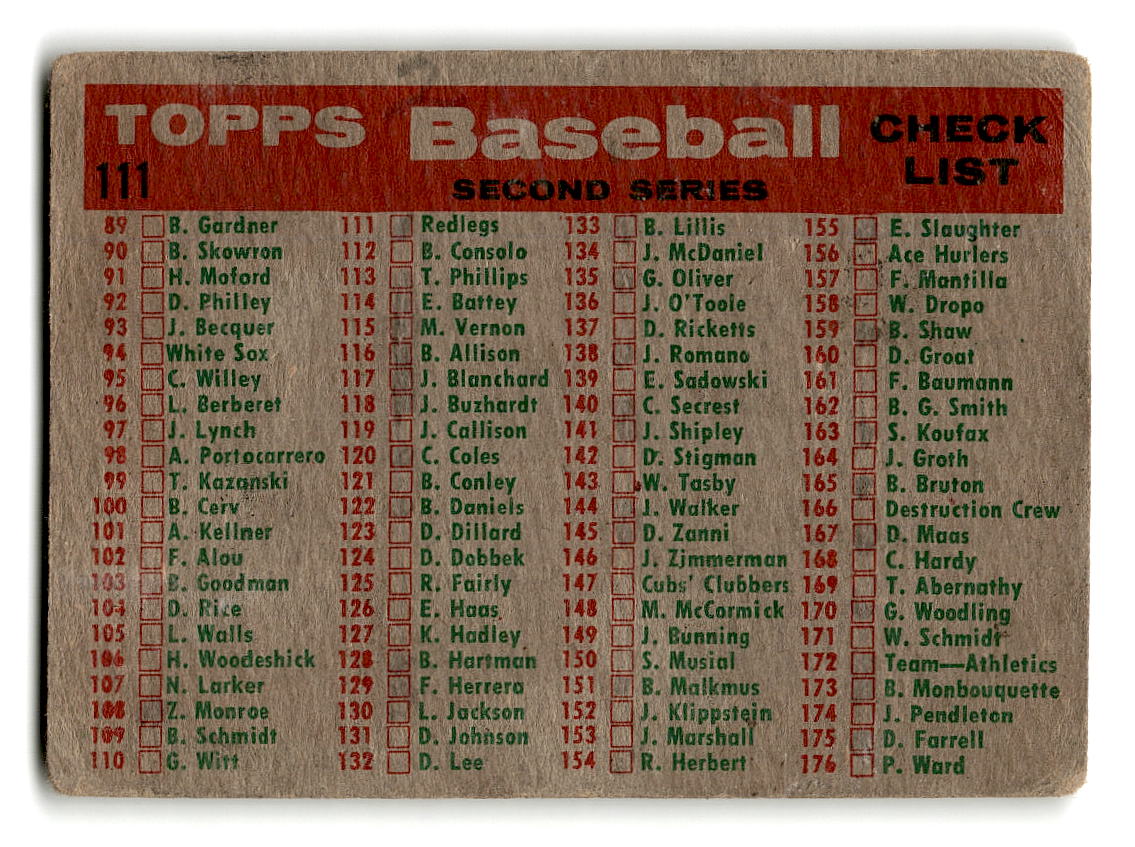 TOPPS Baseball CHECK LIST
111
SECOND SERIES
89 B. Gardner
90 B. Skowron
91 H. Moford
92 D. Philley
93 J. Becquer
94 White Sox
95 C. Willey
96 L. Berberet
97 J. Lynch
98 A. Portocarrero
99 T. Kazanski
100 B. Cerv
101 A. Kellner
102 F. Alou
103 B. Goodman
104 D. Rice
105 L. Walls
106 H. Woodeshick
107 N. Larker
108 Z. Monroe
109 B. Schmidt
110 G. Witt
111 Redlegs
112 B. Consolo
113 T. Phillips
114 E. Battey
115 M. Vernon
116 B. Allison
117 J. Blanchard
118 J. Buzhardt
119 J. Callison
120 C. Coles
121 B. Conley
122 B. Daniels
123 D. Dillard
124 D. Dobbek
125 R. Fairly
126 E. Haas
127 K. Hadley
128 B. Hartman
129 F. Herrera
130 L. Jackson
131 D. Johnson
132 D. Lee
133 B. Lillis
134 J. McDaniel
135 G. Oliver
136 J. O'Toole
137 D. Ricketts
138 J. Romano
139 E. Sadowski
140 C. Secrest
141 J. Shipley
142 D. Stigman
143 W. Tasby
144 J. Walker
145 D. Zanni
146 J. Zimmerman
147 Cubs' Clubbers
148 M. McCormick
149 J. Bunning
150 S. Musial
151 B. Malkmus
152 J. Klippstein
153 J. Marshall
154 R. Herbert
155 E. Slaughter
156 Ace Hurlers
157 F. Mantilla
158 W. Dropo
159 B. Shaw
160 D. Groat
161 F. Baumann
162 B. G. Smith
163 S. Koufax
164 J. Groth
165 B. Bruton
166 Destruction Crew
167 D. Maas
168 C. Hardy
169 T. Abernathy
170 G. Woodling
171 W. Schmidt
172 Team—Athletics
173 B. Monbouquette
174 J. Pendleton
175 D. Farrell
176 P. Ward